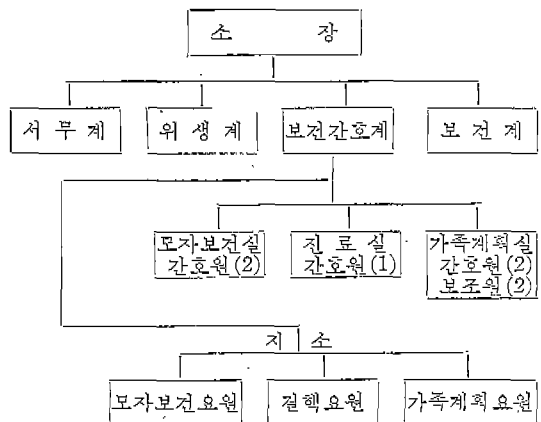 소 장
서무계 위생계 보건간호계 보건계
모자보건실 진료실 가족계획실
간호원(2) 간호원(1) 간호원(2)
보조원(2)
지 소
모자보건요원 결핵요원 가족계획요원